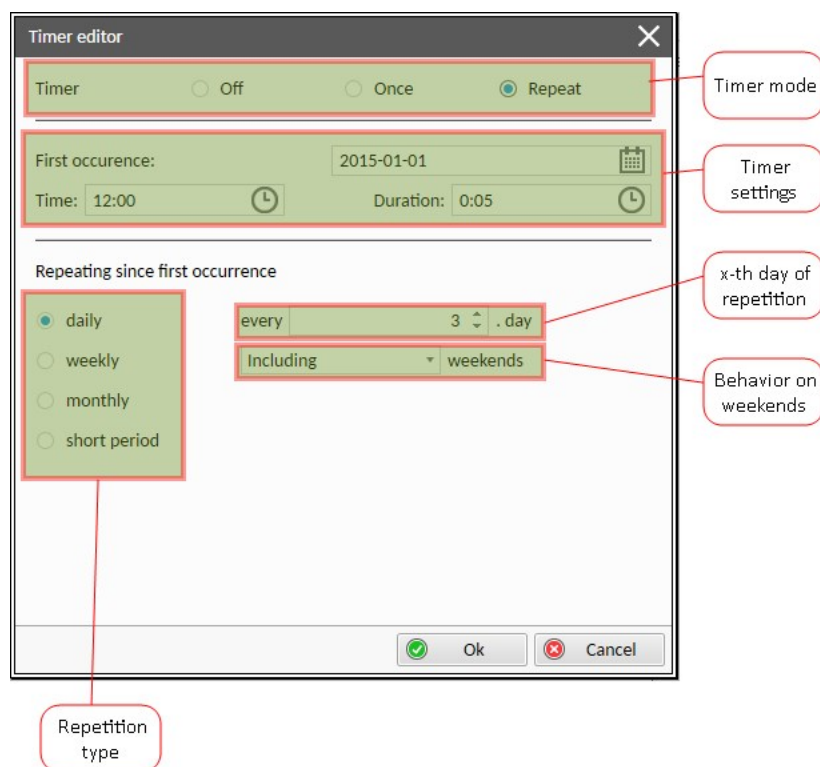 Timer editor
Timer Off Once Repeat
Timer mode
First occurence: 2015-01-01
Time: 12:00 Duration: 0:05
Timer
settings
Repeating since first occurrence
x-th day of
repetition
daily every 3 . day
weekly Including weekends
Behavior on
weekends
monthly
short period
Ok Cancel
Repetition
type